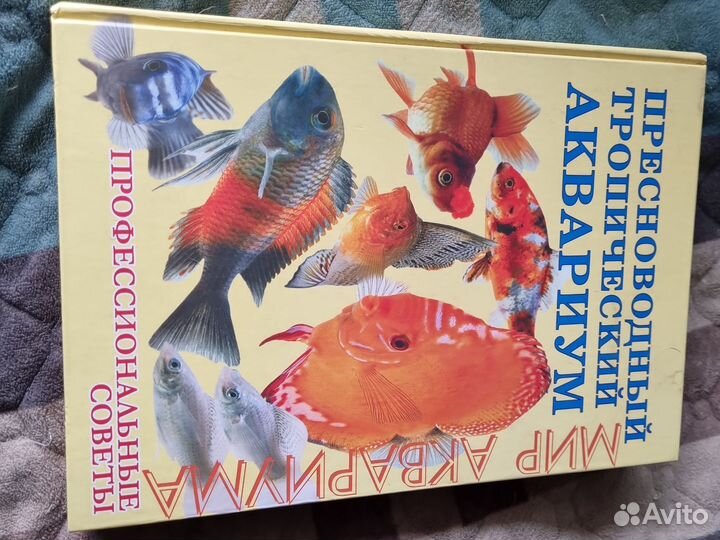 ПРЕСНОВОДНЫЙ
ТРОПИЧЕСКИЙ
АКВАРИУМ
МИР АКВАРИУМА
ПРОФЕССИОНАЛЬНЫЕ
СОВЕТЫ
Avito